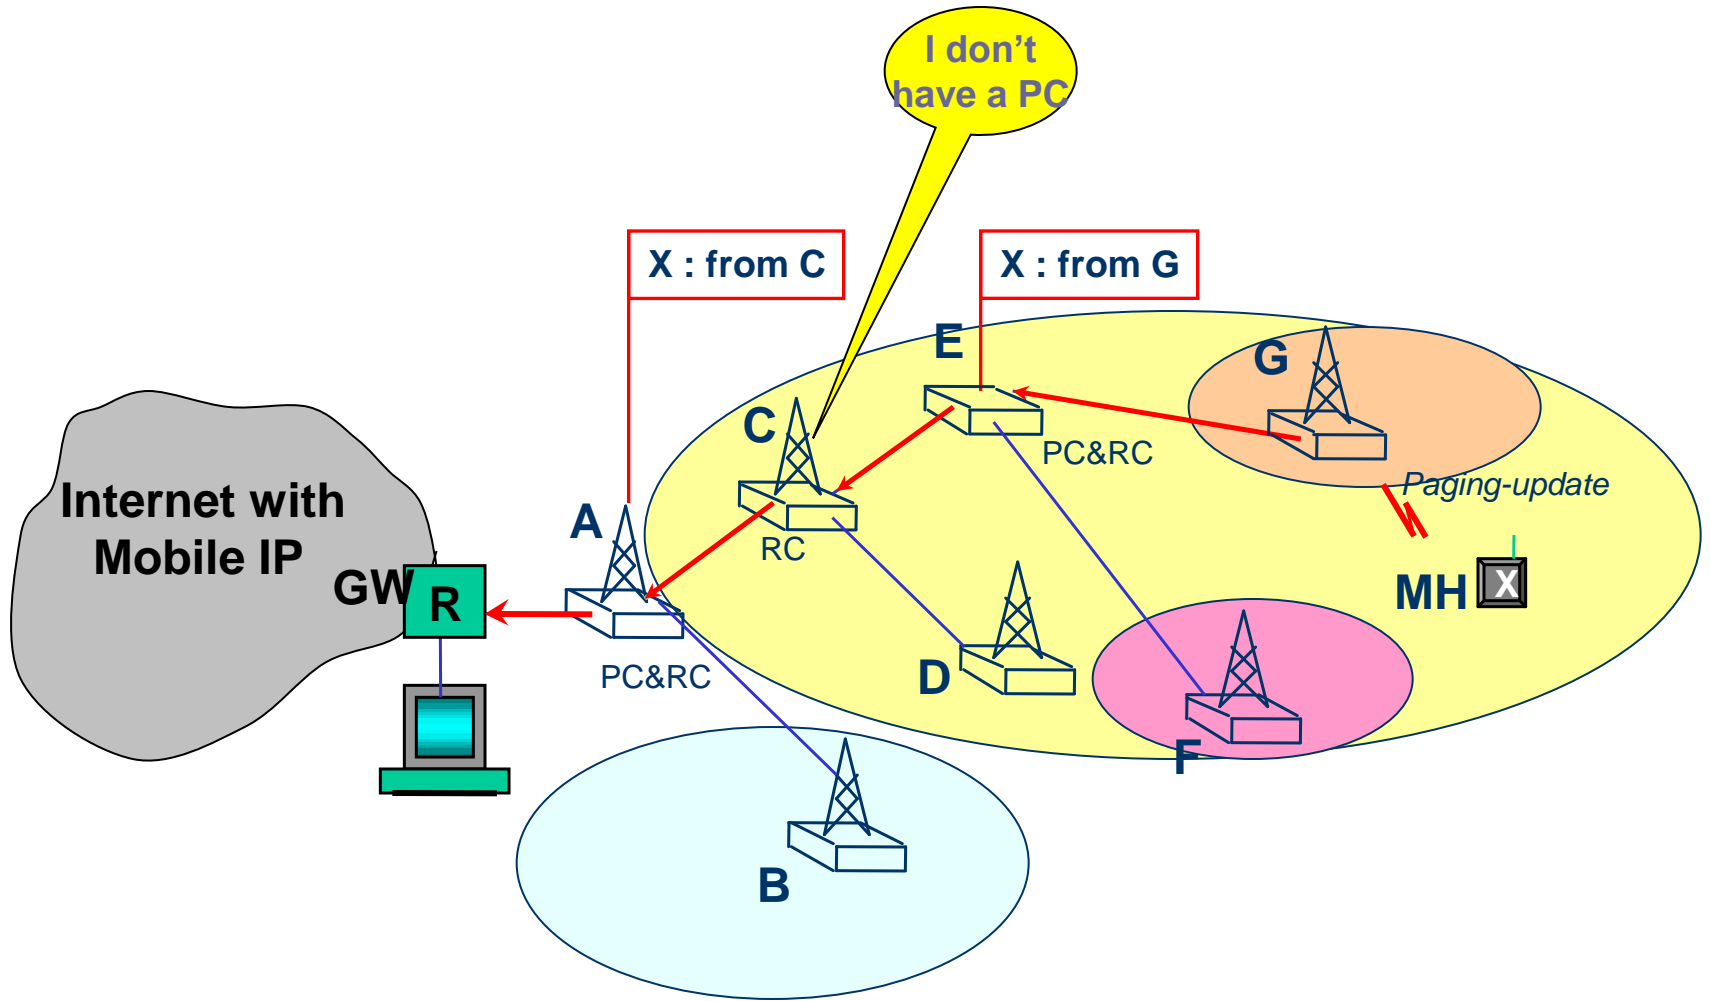 I don't
have a PC
X : from C
X : from G
E
G
C
PC&RC
Paging-update
Internet with
Mobile IP
A
RC
GW
R
MH
X
PC&RC
D
F
B